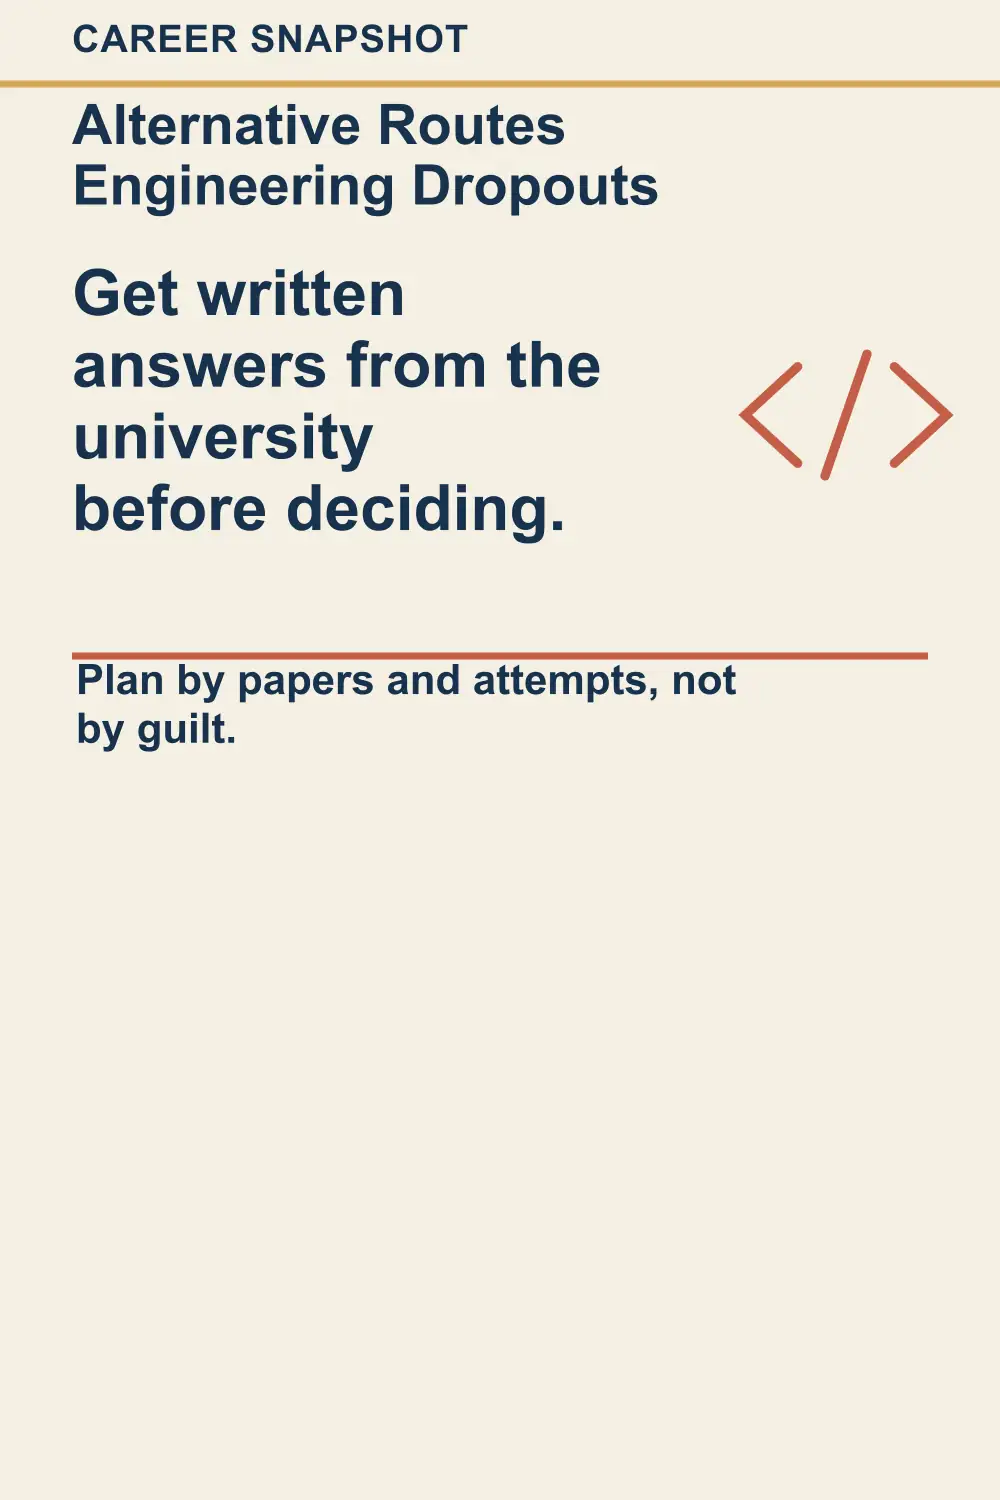 CAREER SNAPSHOT
Alternative Routes
Engineering Dropouts
Get written
answers from the
university
before deciding.
</>
Plan by papers and attempts, not
by guilt.